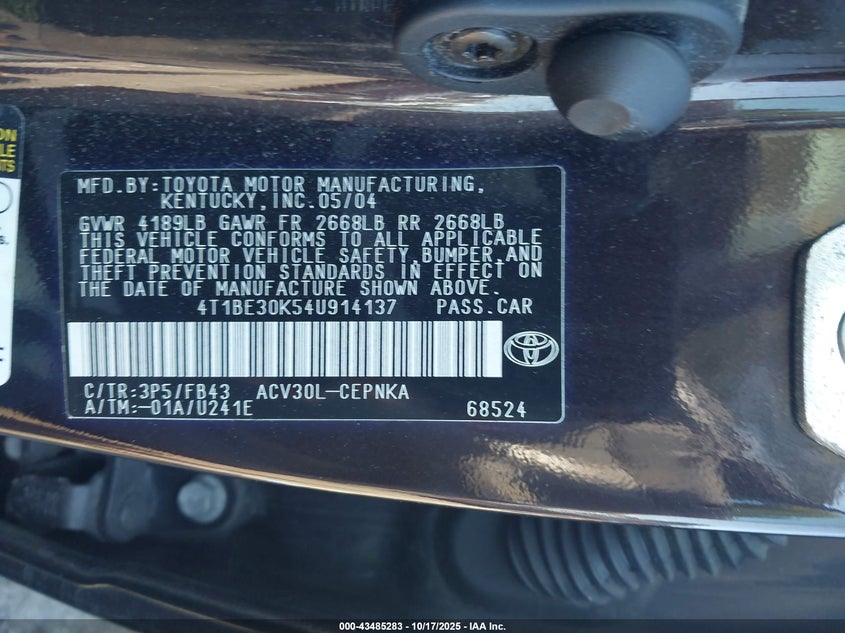 ON
LE
TS
MFD.BY:TOYOTA MOTOR MANUFACTURING,
KENTUCKY,INC.05/04
GVWR 4189LB GAWR FR 2668LB RR 2668LB
THIS VEHICLE CONFORMS TO ALL APPLICABLE
FEDERAL MOTOR VEHICLE SAFETY,BUMPER,AND
THEFT PREVENTION STANDARDS IN EFFECT ON
THE DATE OF MANUFACTURE SHOWN ABOVE.
4T1BE30K54U914137 PASS.CAR
C/TR:3P5/FB43 ACV30L-CEPNKA
A/TM:-01A/U241E 68524
000-43485283 - 10/17/2025 - IAA Inc.